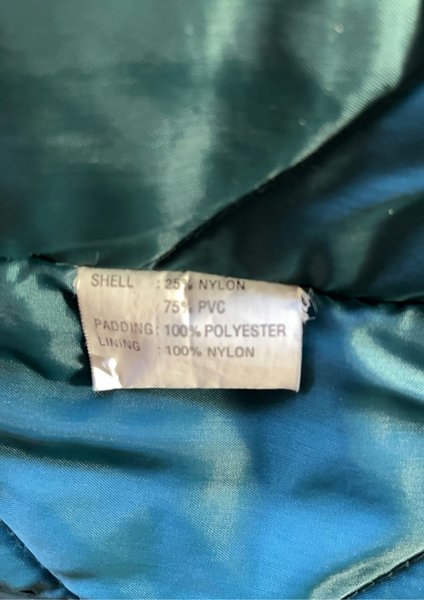 SHELL : 25% NYLON
75% PVC
PADDING : 100% POLYESTER
LINING : 100% NYLON